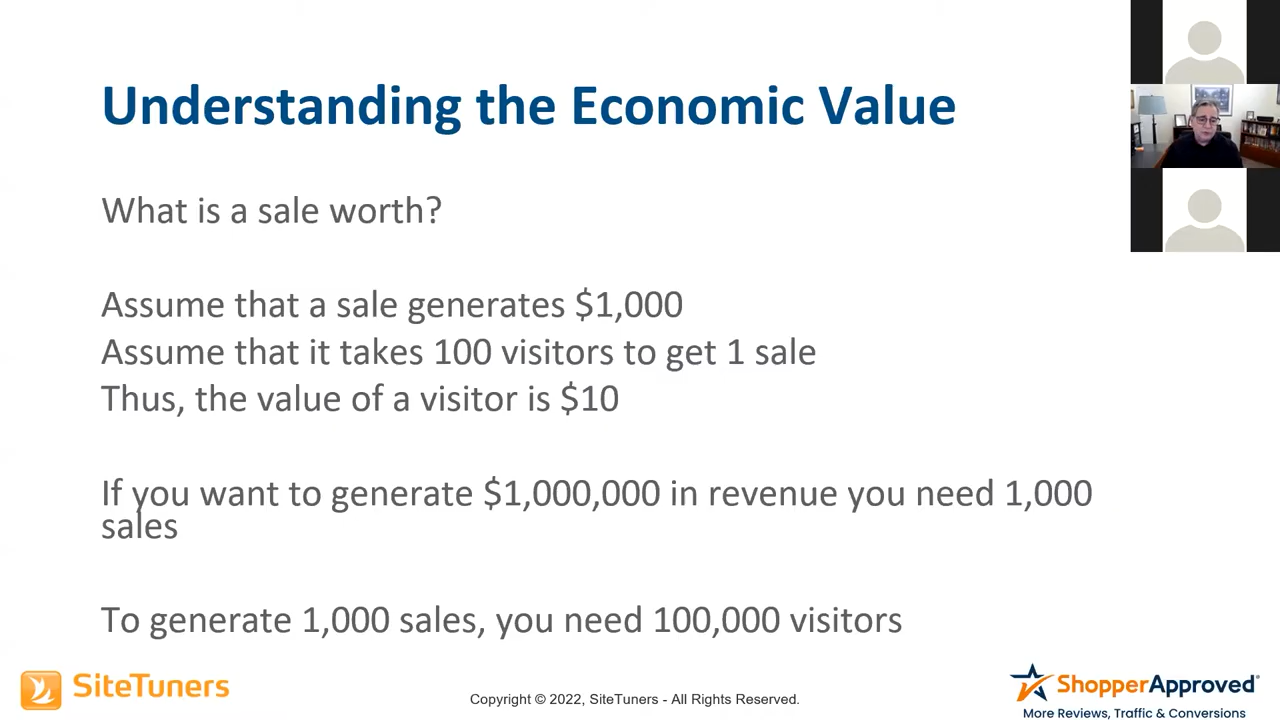 Understanding the Economic Value
What is a sale worth?
Assume that a sale generates $1,000
Assume that it takes 100 visitors to get 1 sale
Thus, the value of a visitor is $10
If you want to generate $1,000,000 in revenue you need 1,000
sales
To generate 1,000 sales, you need 100,000 visitors
SiteTuners
Copyright © 2022, SiteTuners - All Rights Reserved.
ShopperApproved®
More Reviews, Traffic & Conversions